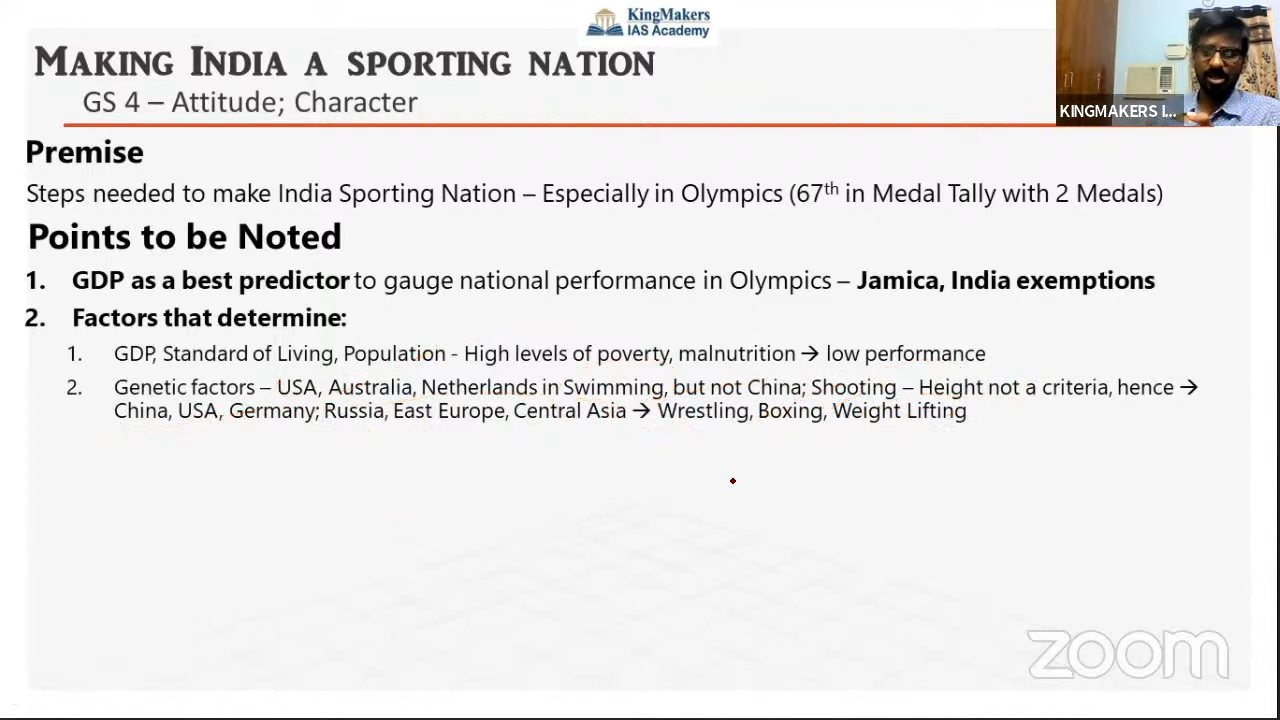 KingMakers
IAS Academy
MAKING INDIA A SPORTING NATION
GS 4 – Attitude; Character
KINGMAKERS I...
Premise
Steps needed to make India Sporting Nation – Especially in Olympics (67th in Medal Tally with 2 Medals)
Points to be Noted
1. GDP as a best predictor to gauge national performance in Olympics – Jamica, India exemptions
2. Factors that determine:
1. GDP, Standard of Living, Population - High levels of poverty, malnutrition → low performance
2. Genetic factors – USA, Australia, Netherlands in Swimming, but not China; Shooting – Height not a criteria, hence →
China, USA, Germany; Russia, East Europe, Central Asia → Wrestling, Boxing, Weight Lifting
zoom